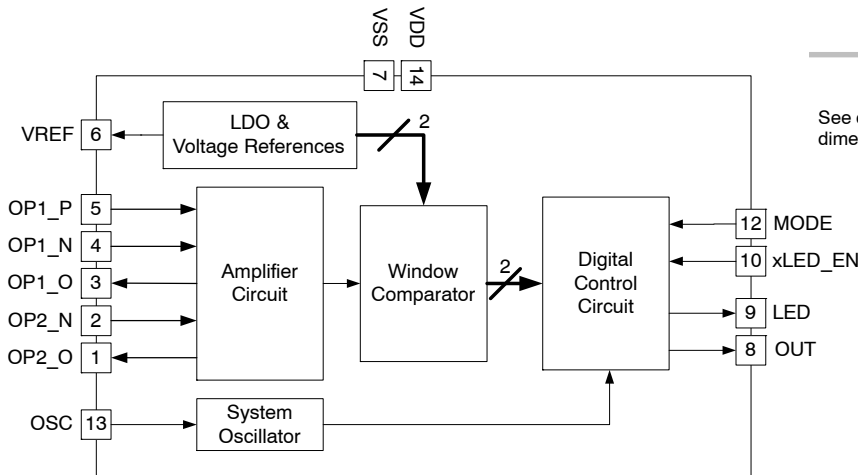 VSS
VDD
7
14
See
dime
VREF
6
LDO &
Voltage References
2
OP1_P
5
OP1_N
4
OP1_O
3
OP2_N
2
OP2_O
1
Amplifier
Circuit
Window
Comparator
2
Digital
Control
Circuit
12
MODE
10
xLED_EN
9
LED
8
OUT
OSC
13
System
Oscillator